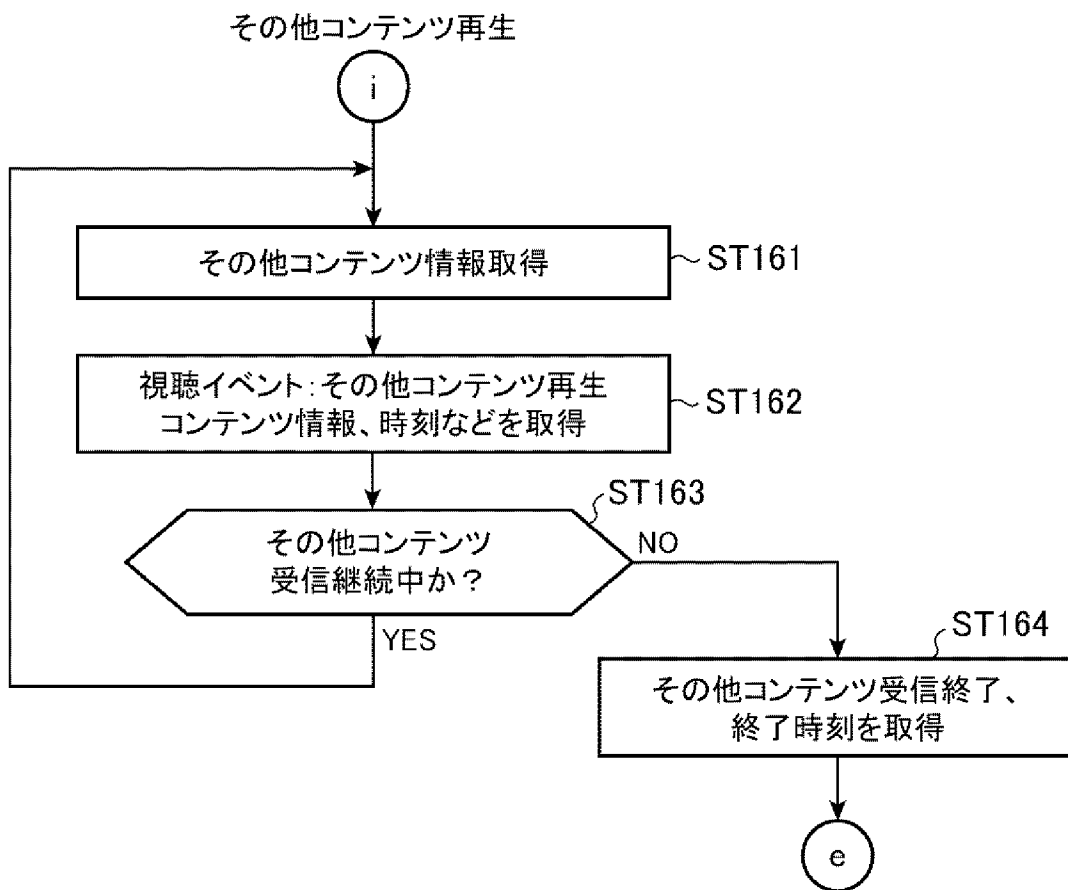 その他コンテンツ再生
i
その他コンテンツ情報取得
ST161
視聴イベント:その他コンテンツ再生
コンテンツ情報、時刻などを取得
ST162
ST163
その他コンテンツ
受信継続中か？
NO
YES
ST164
その他コンテンツ受信終了、
終了時刻を取得
e